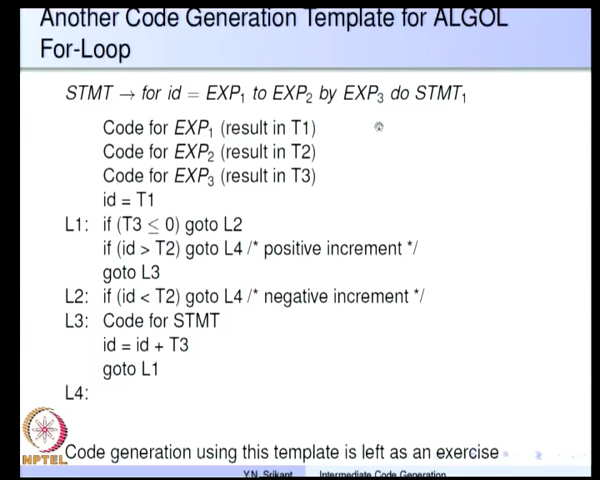 Another Code Generation Template for ALGOL
For-Loop
STMT → for id = EXP₁ to EXP₂ by EXP₃ do STMT₁
Code for EXP₁ (result in T1)
Code for EXP₂ (result in T2)
Code for EXP₃ (result in T3)
id = T1
L1: if (T3 ≤ 0) goto L2
if (id > T2) goto L4 /* positive increment */
goto L3
L2: if (id < T2) goto L4 /* negative increment */
L3: Code for STMT
id = id + T3
goto L1
L4:
Code generation using this template is left as an exercise
NPTEL
Y.N. Srikant Intermediate Code Generation